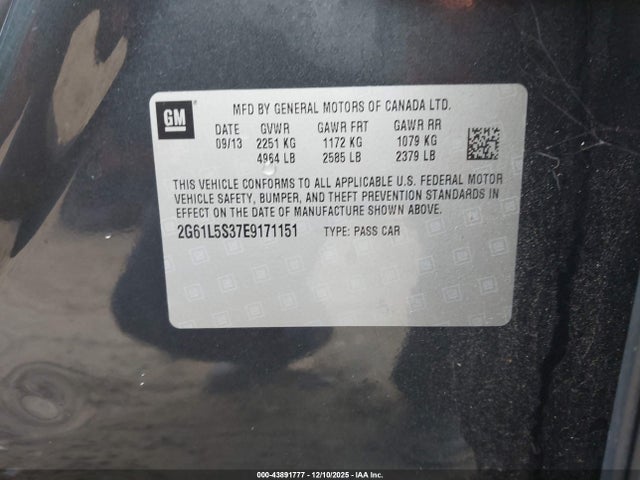 GM
MFD BY GENERAL MOTORS OF CANADA LTD.
DATE GVWR GAWR FRT GAWR RR
09/13 2251 KG 1172 KG 1079 KG
4964 LB 2585 LB 2379 LB
THIS VEHICLE CONFORMS TO ALL APPLICABLE U.S. FEDERAL MOTOR
VEHICLE SAFETY, BUMPER, AND THEFT PREVENTION STANDARDS IN
EFFECT ON THE DATE OF MANUFACTURE SHOWN ABOVE.
2G61L5S37E9171151 TYPE: PASS CAR
000-43891777 - 12/10/2025 - IAA Inc.